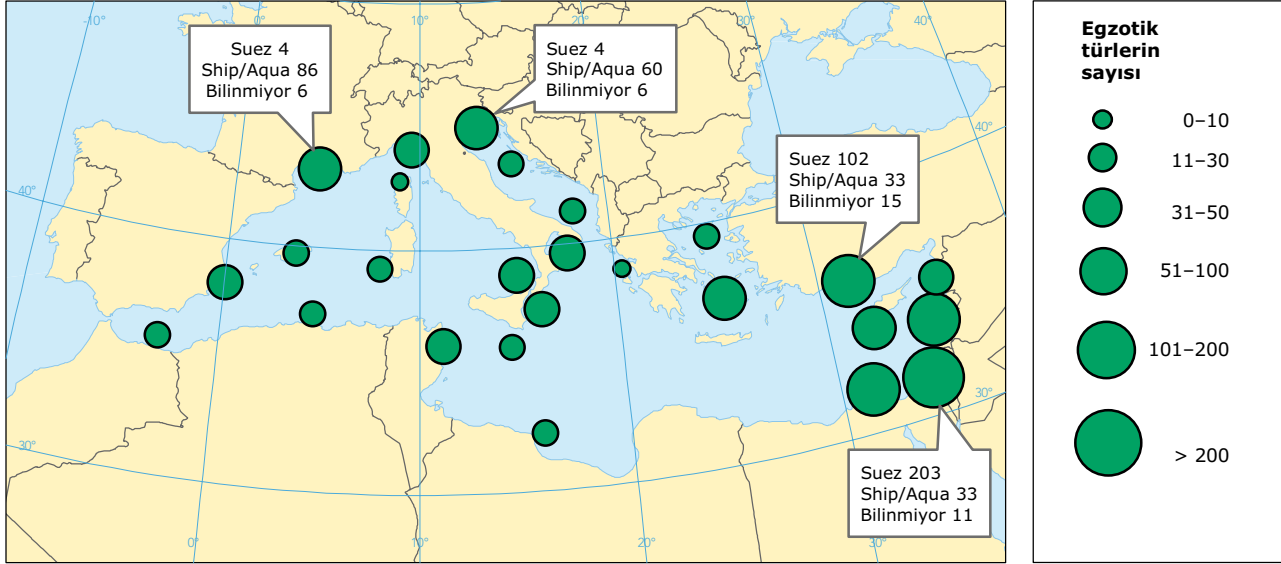 -10°
0°
10°
20°
30°
40°
Suez 4
Ship/Aqua 86
Bilinmiyor 6
Suez 4
Ship/Aqua 60
Bilinmiyor 6
40°
Suez 102
Ship/Aqua 33
Bilinmiyor 15
40°
30°
30°
Suez 203
Ship/Aqua 33
Bilinmiyor 11
0°
10°
20°
30°
Egzotik
türlerin
sayısı
0–10
11–30
31–50
51–100
101–200
> 200